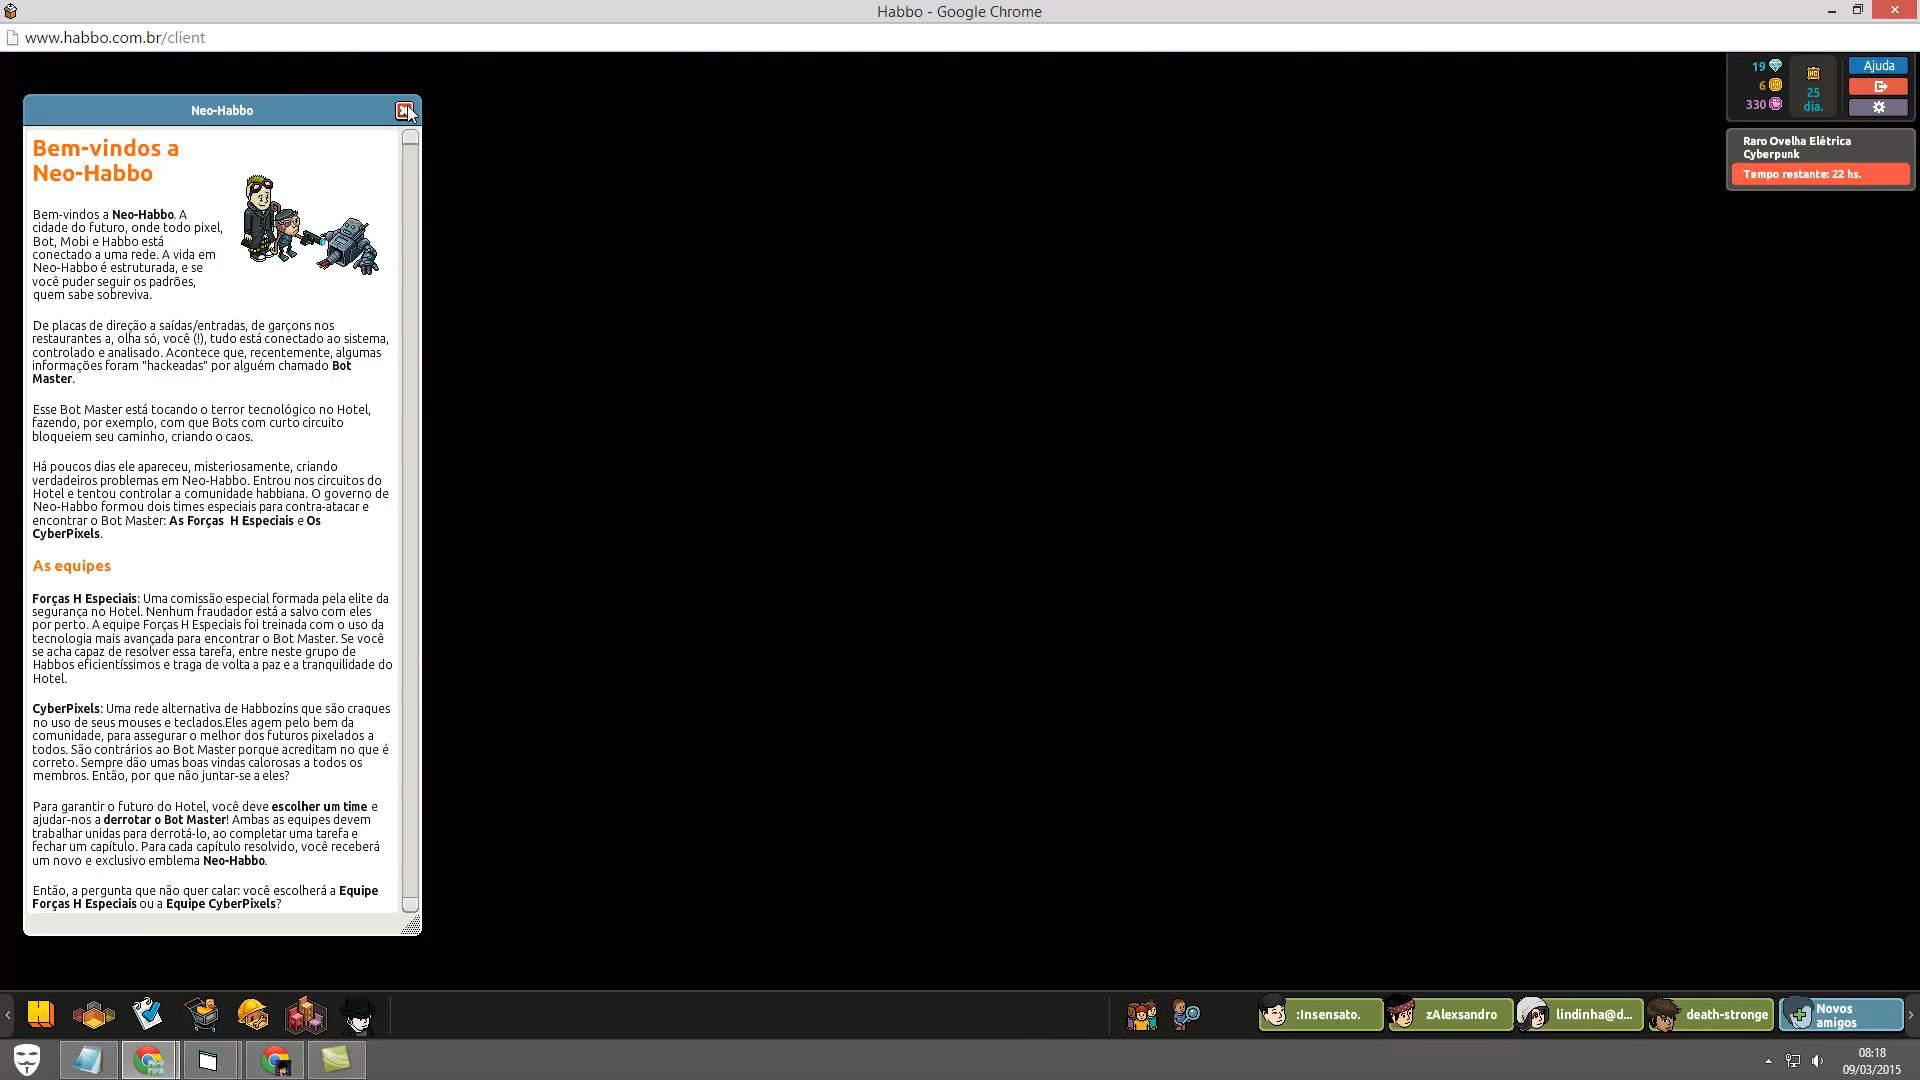 Habbo - Google Chrome
www.habbo.com.br/client
19
6
330
HC
25
dia.
Ajuda
Raro Ovelha Elétrica
Cyberpunk
Tempo restante: 22 hs.
Neo-Habbo
Bem-vindos a
Neo-Habbo
Bem-vindos a Neo-Habbo. A
cidade do futuro, onde todo pixel,
Bot, Mobi e Habbo está
conectado a uma rede. A vida em
Neo-Habbo é estruturada, e se
você puder seguir os padrões,
quem sabe sobreviva.
De placas de direção a saídas/entradas, de garçons nos
restaurantes a, olha só, você (!), tudo está conectado ao sistema,
controlado e analisado. Acontece que, recentemente, algumas
informações foram "hackeadas" por alguém chamado Bot
Master.
Esse Bot Master está tocando o terror tecnológico no Hotel,
fazendo, por exemplo, com que Bots com curto circuito
bloqueiem seu caminho, criando o caos.
Há poucos dias ele apareceu, misteriosamente, criando
verdadeiros problemas em Neo-Habbo. Entrou nos circuitos do
Hotel e tentou controlar a comunidade habbiana. O governo de
Neo-Habbo formou dois times especiais para contra-atacar e
encontrar o Bot Master: As Forças H Especiais e Os
CyberPixels.
As equipes
Forças H Especiais: Uma comissão especial formada pela elite da
segurança no Hotel. Nenhum fraudador está a salvo com eles
por perto. A equipe Forças H Especiais foi treinada com o uso da
tecnologia mais avançada para encontrar o Bot Master. Se você
se acha capaz de resolver essa tarefa, entre neste grupo de
Habbos eficientíssimos e traga de volta a paz e a tranquilidade do
Hotel.
CyberPixels: Uma rede alternativa de Habbozins que são craques
no uso de seus mouses e teclados.Eles agem pelo bem da
comunidade, para assegurar o melhor dos futuros pixelados a
todos. São contrários ao Bot Master porque acreditam no que é
correto. Sempre dão umas boas vindas calorosas a todos os
membros. Então, por que não juntar-se a eles?
Para garantir o futuro do Hotel, você deve escolher um time e
ajudar-nos a derrotar o Bot Master! Ambas as equipes devem
trabalhar unidas para derrotá-lo, ao completar uma tarefa e
fechar um capítulo. Para cada capítulo resolvido, você receberá
um novo e exclusivo emblema Neo-Habbo.
Então, a pergunta que não quer calar: você escolherá a Equipe
Forças H Especiais ou a Equipe CyberPixels?
:Insensato.
zAlexsandro
lindinha@d...
death-stronge
Novos
amigos
08:18
09/03/2015